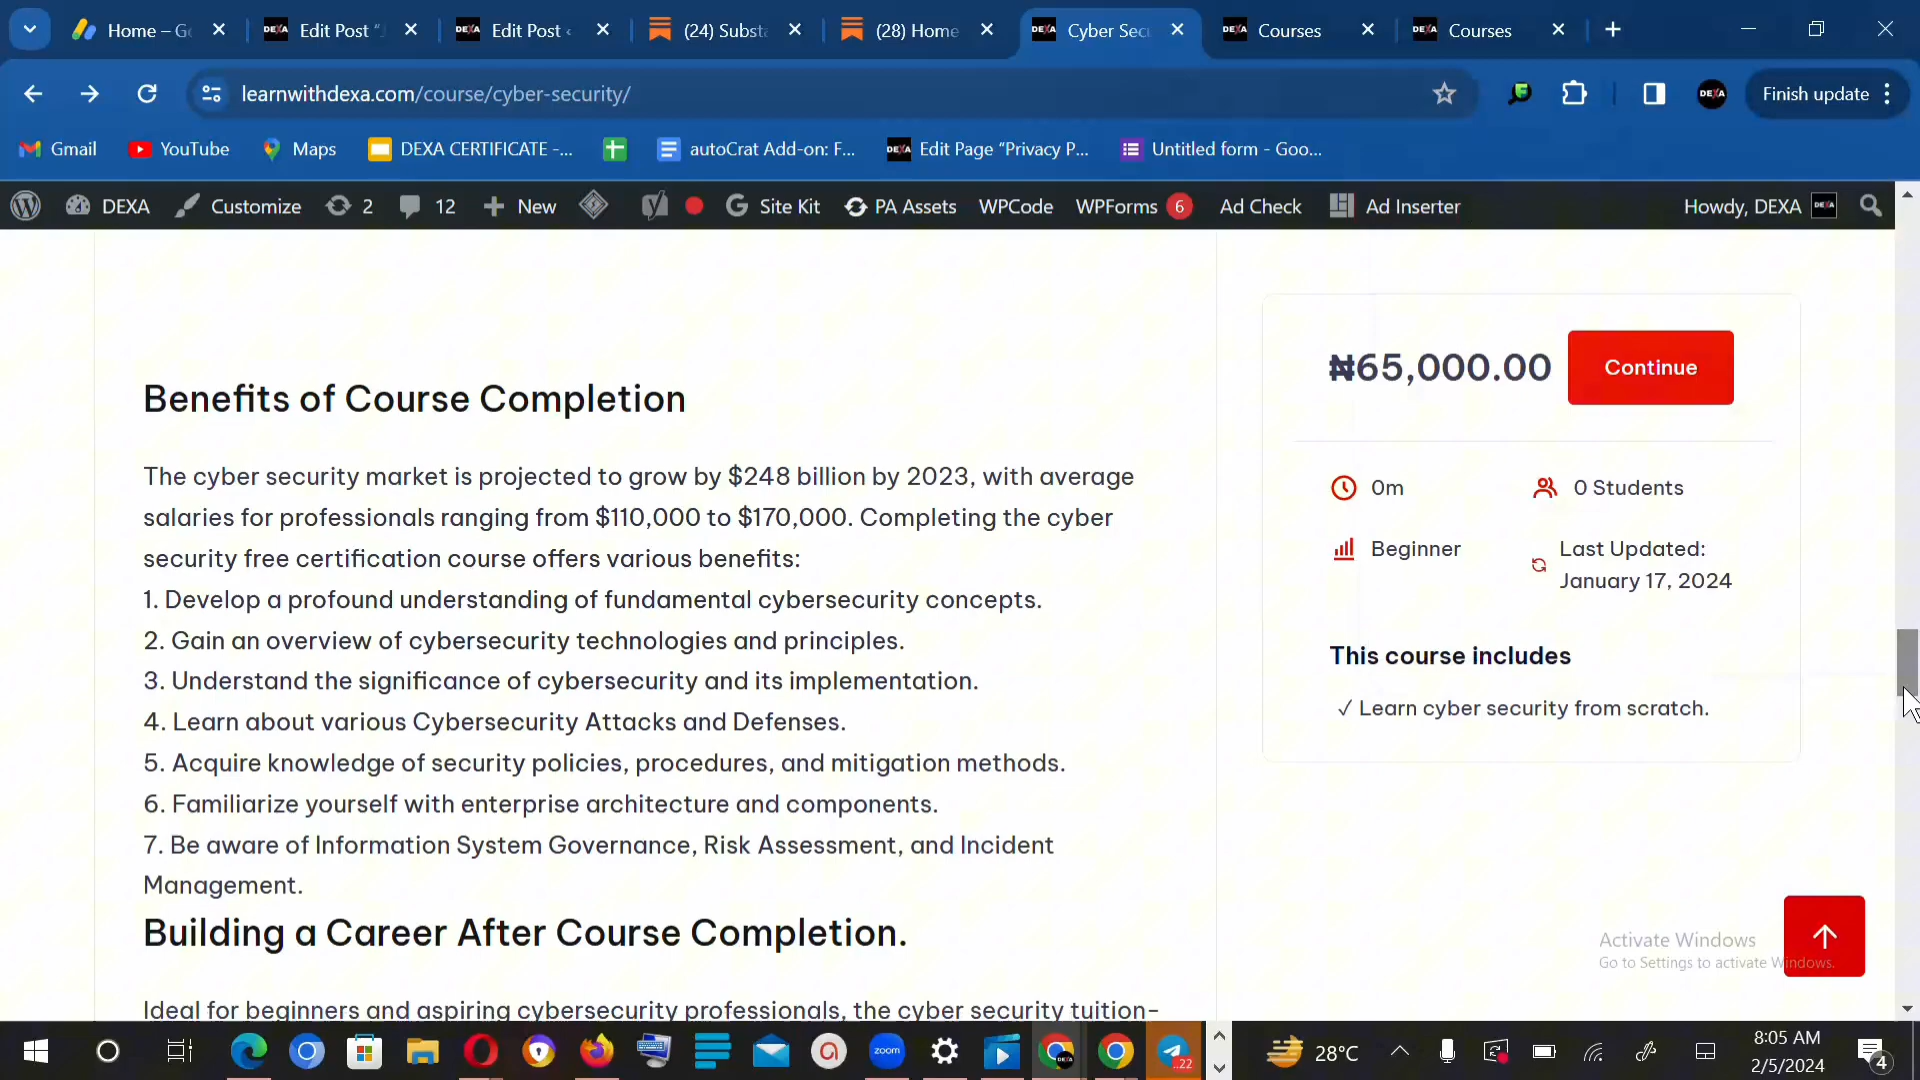 Home – Go
Edit Post “J
Edit Post ‹
(24) Substa
(28) Home
Cyber Secu
Courses
Courses
learnwithdexa.com/course/cyber-security/
DEXA
Finish update
Gmail
YouTube
Maps
DEXA CERTIFICATE -...
autoCrat Add-on: F...
Edit Page “Privacy P...
Untitled form - Goo...
DEXA
Customize
2
12
New
Site Kit
PA Assets
WPCode
WPForms 6
Ad Check
Ad Inserter
Howdy, DEXA
Benefits of Course Completion
The cyber security market is projected to grow by $248 billion by 2023, with average
salaries for professionals ranging from $110,000 to $170,000. Completing the cyber
security free certification course offers various benefits:
1. Develop a profound understanding of fundamental cybersecurity concepts.
2. Gain an overview of cybersecurity technologies and principles.
3. Understand the significance of cybersecurity and its implementation.
4. Learn about various Cybersecurity Attacks and Defenses.
5. Acquire knowledge of security policies, procedures, and mitigation methods.
6. Familiarize yourself with enterprise architecture and components.
7. Be aware of Information System Governance, Risk Assessment, and Incident
Management.
Building a Career After Course Completion.
Ideal for beginners and aspiring cybersecurity professionals, the cyber security tuition-
₦65,000.00
Continue
0m
0 Students
Beginner
Last Updated:
January 17, 2024
This course includes
✓ Learn cyber security from scratch.
Activate Windows
Go to Settings to activate Windows.
zoom
..22
28°C
8:05 AM
2/5/2024
4